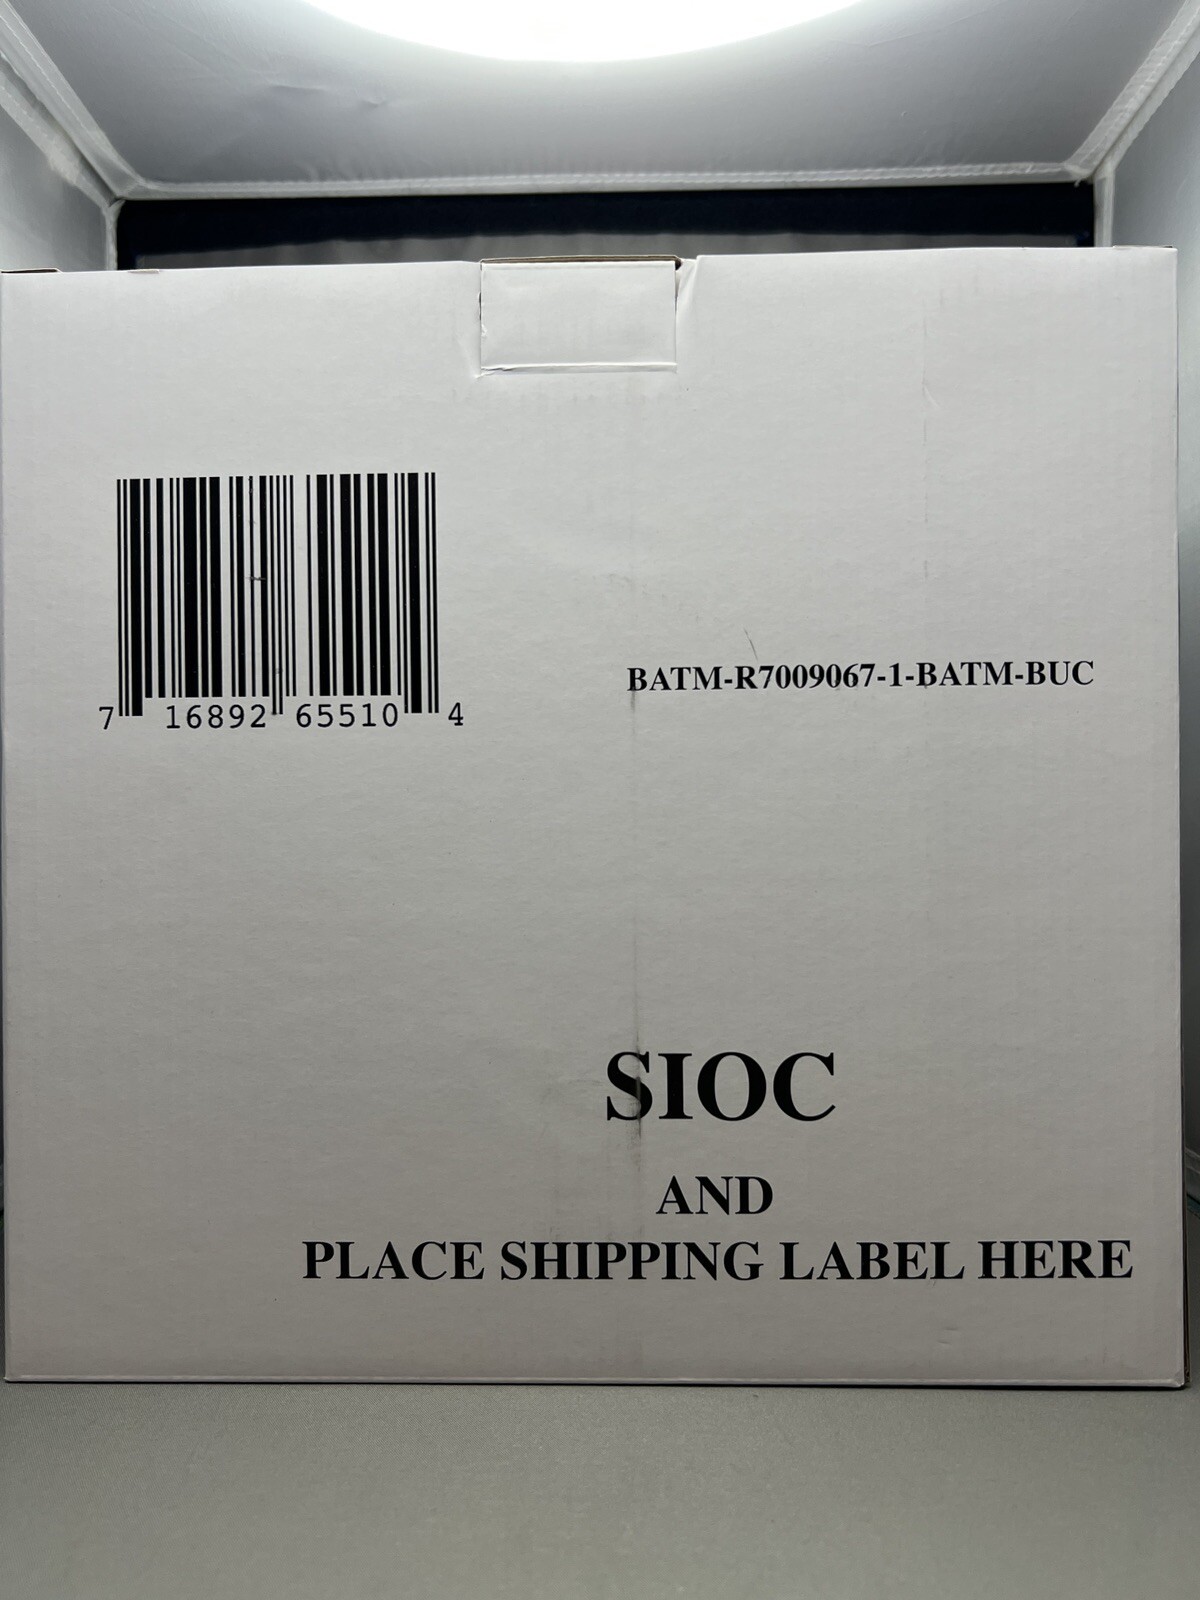 7 16892 65510 4
BATM-R7009067-1-BATM-BUC
SIOC
AND
PLACE SHIPPING LABEL HERE